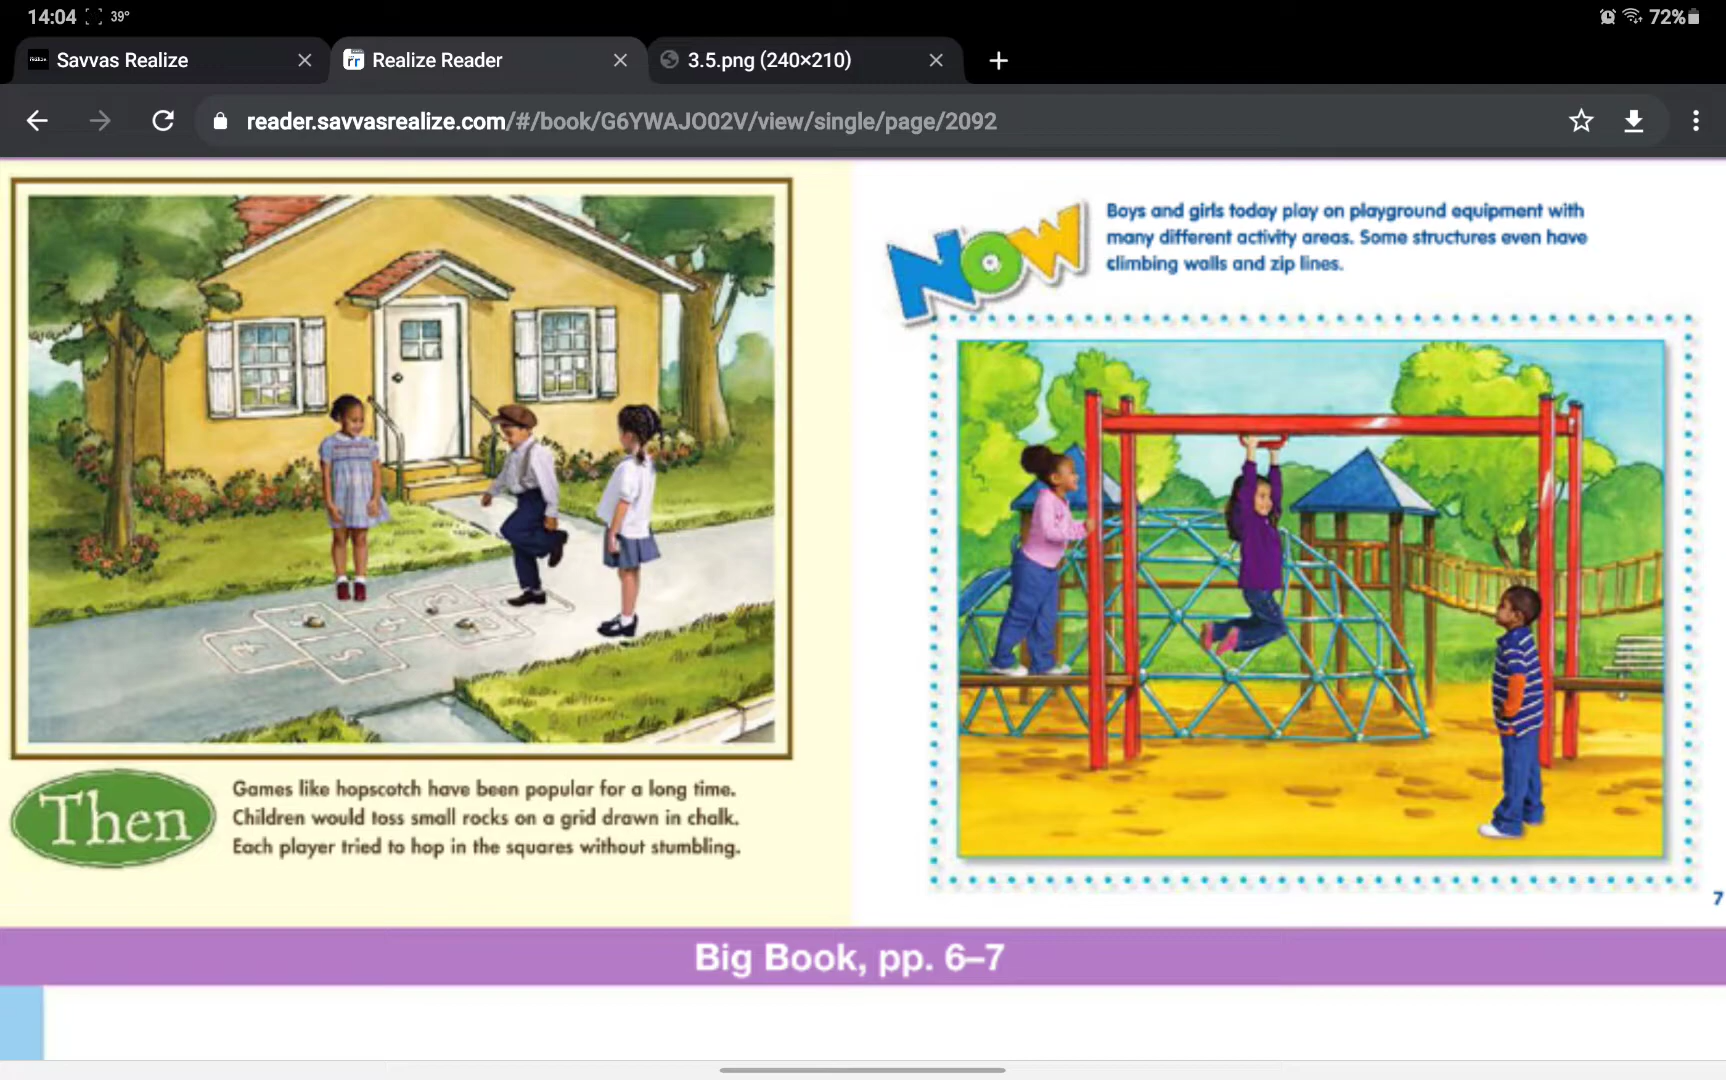 14:04 39° 72%
Savvas Realize
Realize Reader
3.5.png (240×210)
reader.savvasrealize.com/#/book/G6YWAJO02V/view/single/page/2092
Then
Games like hopscotch have been popular for a long time.
Children would toss small rocks on a grid drawn in chalk.
Each player tried to hop in the squares without stumbling.
NOW
Boys and girls today play on playground equipment with
many different activity areas. Some structures even have
climbing walls and zip lines.
7
Big Book, pp. 6–7